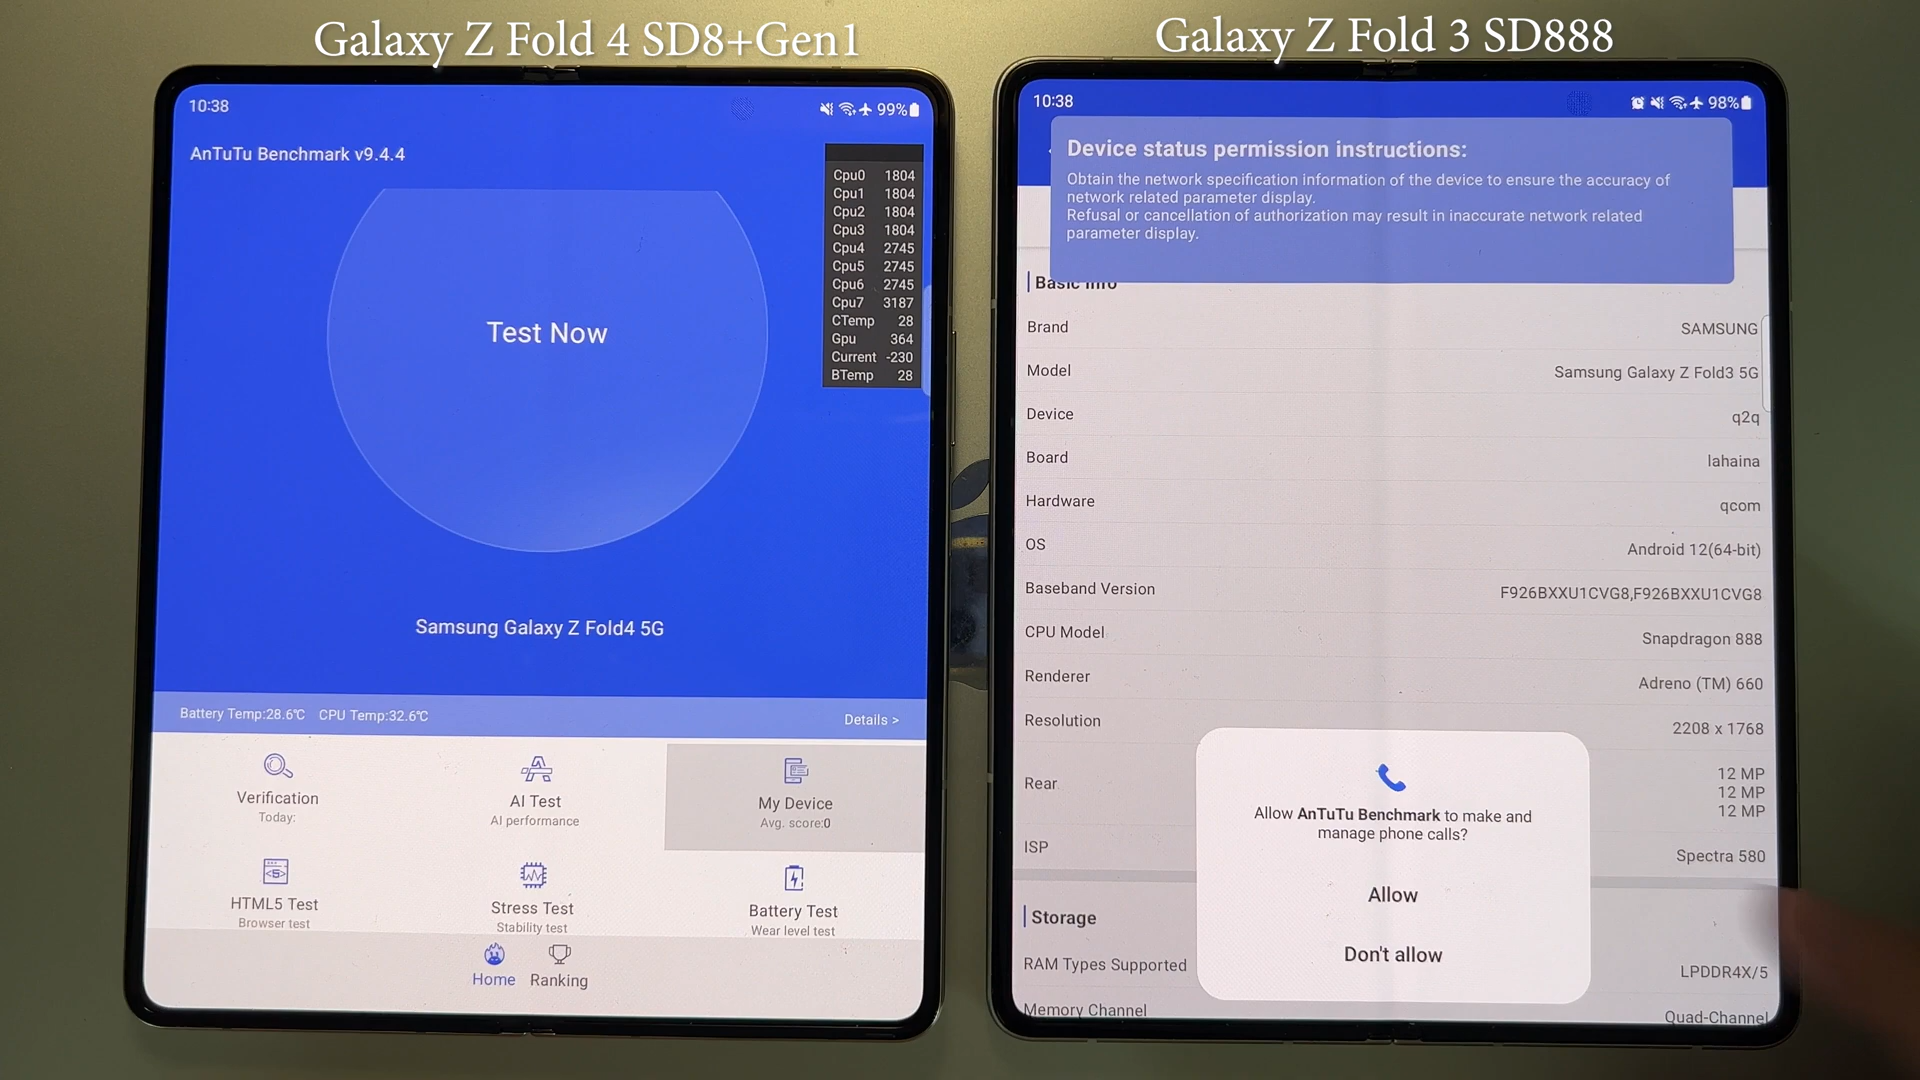 Galaxy Z Fold 4 SD8+Gen1
10:38
99%
AnTuTu Benchmark v9.4.4
Cpu0 1804
Cpu1 1804
Cpu2 1804
Cpu3 1804
Cpu4 2745
Cpu5 2745
Cpu6 2745
Cpu7 3187
CTemp 28
Gpu 364
Current -230
BTemp 28
Test Now
Samsung Galaxy Z Fold4 5G
Battery Temp:28.6℃ CPU Temp:32.6℃
Details >
Verification
Today:
AI Test
AI performance
My Device
Avg. score:0
HTML5 Test
Browser test
Stress Test
Stability test
Battery Test
Wear level test
Home
Ranking
Galaxy Z Fold 3 SD888
10:38
98%
Device status permission instructions:
Obtain the network specification information of the device to ensure the accuracy of
network related parameter display.
Refusal or cancellation of authorization may result in inaccurate network related
parameter display.
Basic Info
Brand SAMSUNG
Model Samsung Galaxy Z Fold3 5G
Device q2q
Board lahaina
Hardware qcom
OS Android 12(64-bit)
Baseband Version F926BXXU1CVG8,F926BXXU1CVG8
CPU Model Snapdragon 888
Renderer Adreno (TM) 660
Resolution 2208 x 1768
Rear 12 MP
12 MP
12 MP
ISP Spectra 580
Allow AnTuTu Benchmark to make and
manage phone calls?
Allow
Don't allow
Storage
RAM Types Supported LPDDR4X/5
Memory Channel Quad-Channel